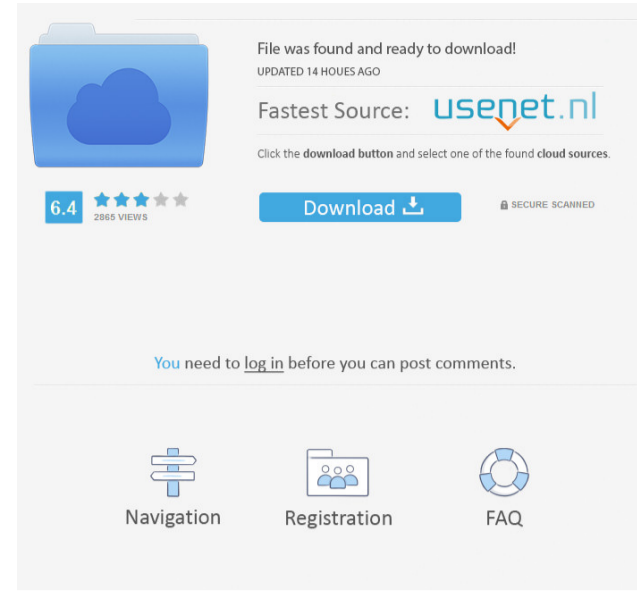 File was found and ready to download!
UPDATED 14 HOUES AGO
Fastest Source: usenet.nl
Click the download button and select one of the found cloud sources.
6.4
2865 VIEWS
Download
SECURE SCANNED
You need to log in before you can post comments.
Navigation
Registration
FAQ